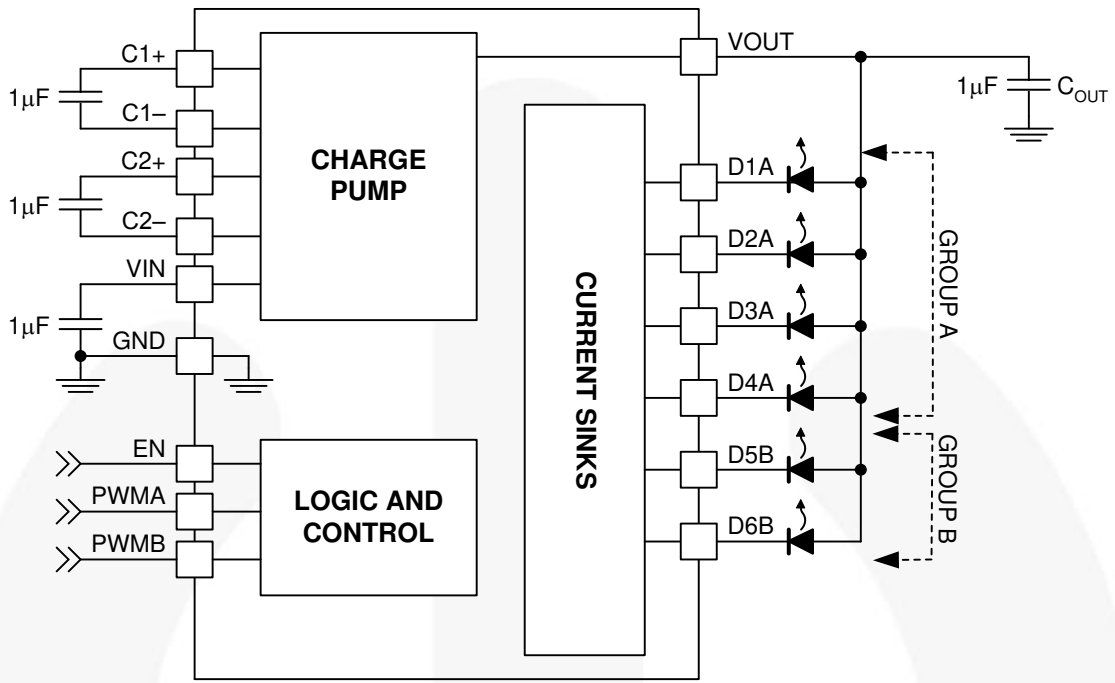 C1+
1μF
C1–
C2+
1μF
C2–
VIN
1μF
GND
EN
PWMA
PWMB
CHARGE
PUMP
LOGIC AND
CONTROL
CURRENT SINKS
VOUT
1μF
COUT
D1A
D2A
D3A
D4A
D5B
D6B
GROUP A
GROUP B